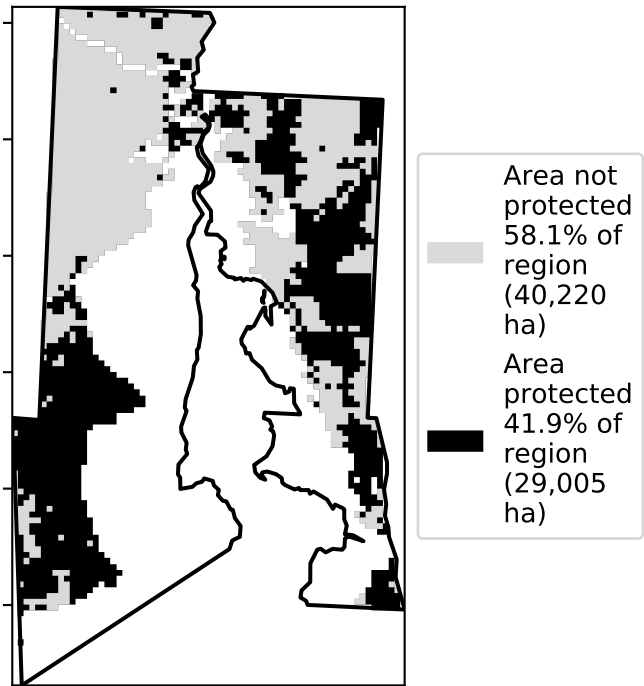 Area not
protected
58.1% of
region
(40,220
ha)
Area
protected
41.9% of
region
(29,005
ha)